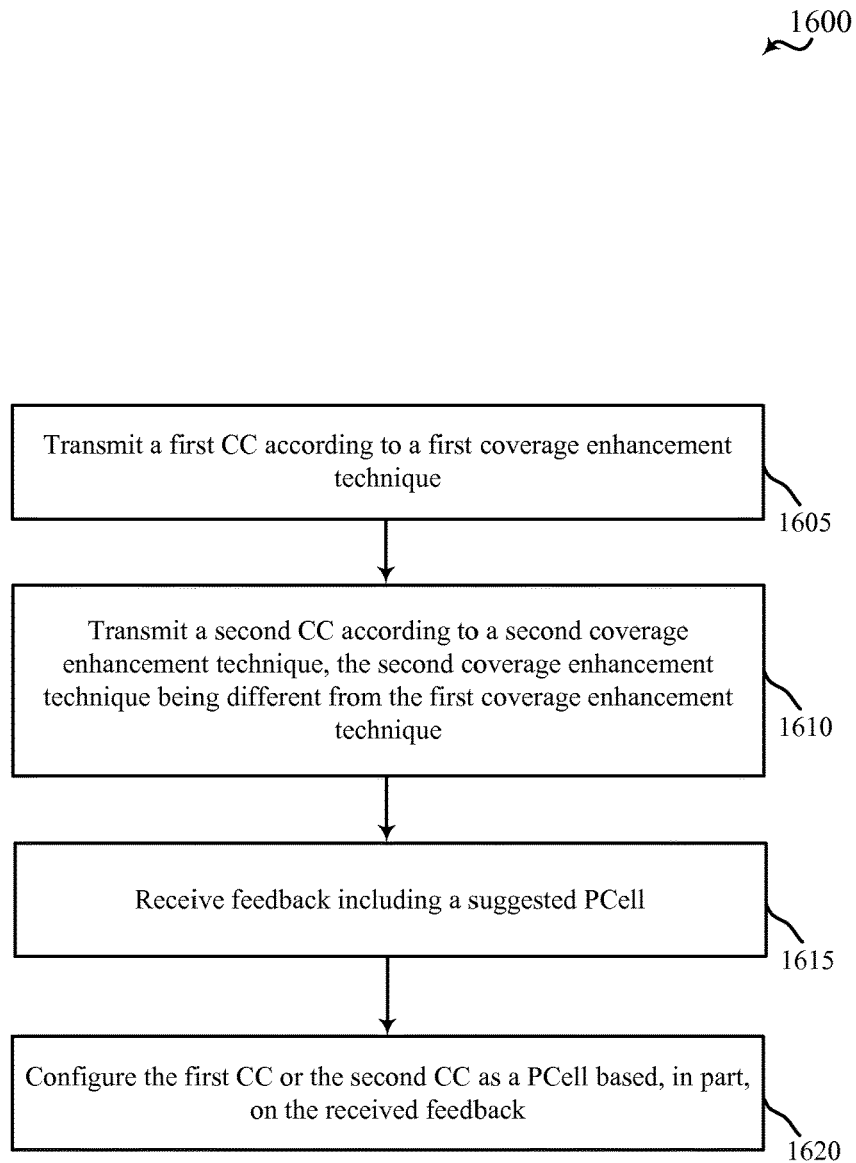 1600
Transmit a first CC according to a first coverage enhancement
technique
1605
Transmit a second CC according to a second coverage
enhancement technique, the second coverage enhancement
technique being different from the first coverage enhancement
technique
1610
Receive feedback including a suggested PCell
1615
Configure the first CC or the second CC as a PCell based, in part,
on the received feedback
1620